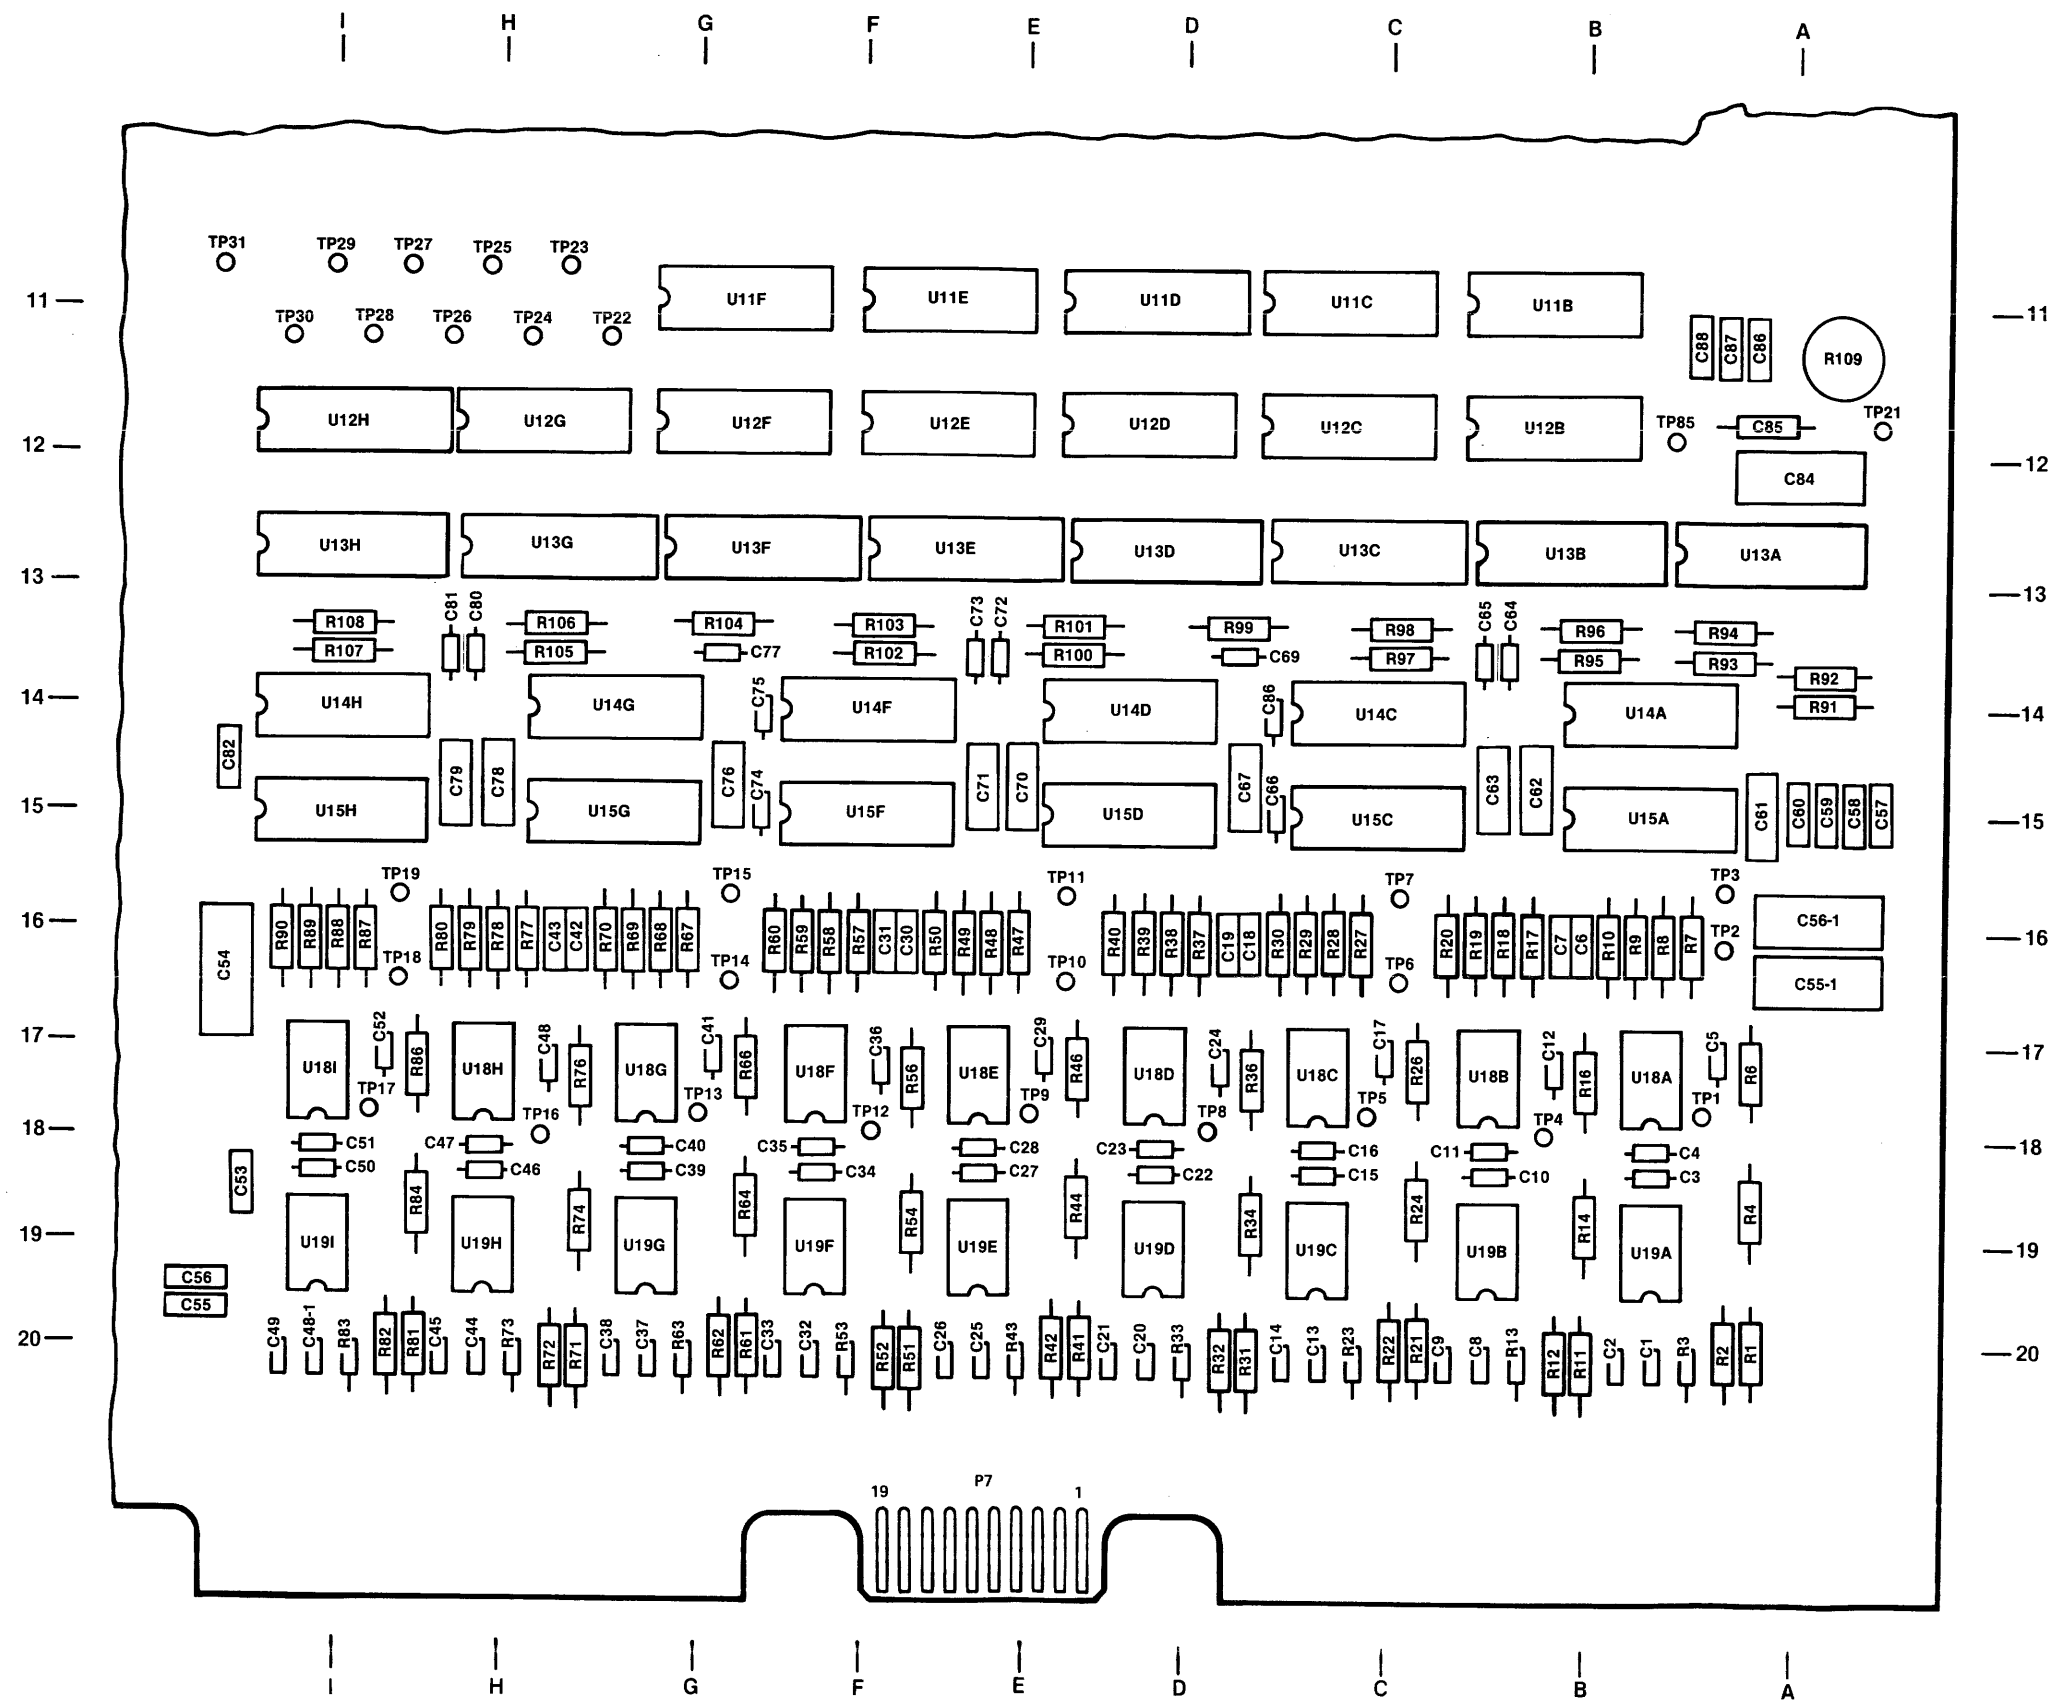 I H G F E D C B A
TP31 TP29 TP27 TP25 TP23
11 U11F U11E U11D U11C U11B 11
TP30 TP28 TP26 TP24 TP22
C88 C87 C86 R109
U12H U12G U12F U12E U12D U12C U12B TP85 C85 TP21
12 12
C84
U13H U13G U13F U13E U13D U13C U13B U13A
13 13
R108 C81 C80 R106 R104 R103 C73 C72 R101 R99 R98 C65 C64 R96 R94
R107 R105 C77 R102 R100 C69 R97 R95 R93
R92
14 U14H U14G C75 U14F U14D C86 U14C U14A R91 14
C82 C79 C78 C76 C74 C71 C70 C67 C66 C63 C62 C61 C60 C59 C58 C57
15 U15H U15G U15F U15D U15C U15A 15
TP19 TP15 TP11 TP7 TP3
16 C54 R90 R89 R88 R87 R80 R79 R78 R77 C43 C42 R70 R69 R68 R67 R60 R59 R58 R57 C31 C30 R50 R49 R48 R47 R40 R39 R38 R37 C19 C18 R30 R29 R28 R27 R20 R19 R18 R17 C7 C6 R10 R9 R8 R7 C56-1 16
TP18 TP14 TP10 TP6 TP2
C55-1
17 C52 C48 C41 C36 C29 C24 C17 C12 C5 17
U18I R86 U18H R76 U18G R66 U18F R56 U18E R46 U18D R36 U18C R26 U18B R16 U18A R6
TP17 TP16 TP13 TP12 TP9 TP8 TP5 TP4 TP1
18 C51 C47 C40 C35 C28 C23 C16 C11 C4 18
C50 C46 C39 C34 C27 C22 C15 C10 C3
C53 R84 R74 R64 R54 R44 R34 R24 R14 R4
19 U19I U19H U19G U19F U19E U19D U19C U19B U19A 19
C56
C55
20 C49 C48-1 R83 R82 R81 C45 C44 R73 R72 R71 C38 C37 R63 R62 R61 C33 C32 R53 R52 R51 C26 C25 R43 R42 R41 C21 C20 R33 R32 R31 C14 C13 R23 R22 R21 C9 C8 R13 R12 R11 C2 C1 R3 R2 R1 20
P7
19 1
I H G F E D C B A